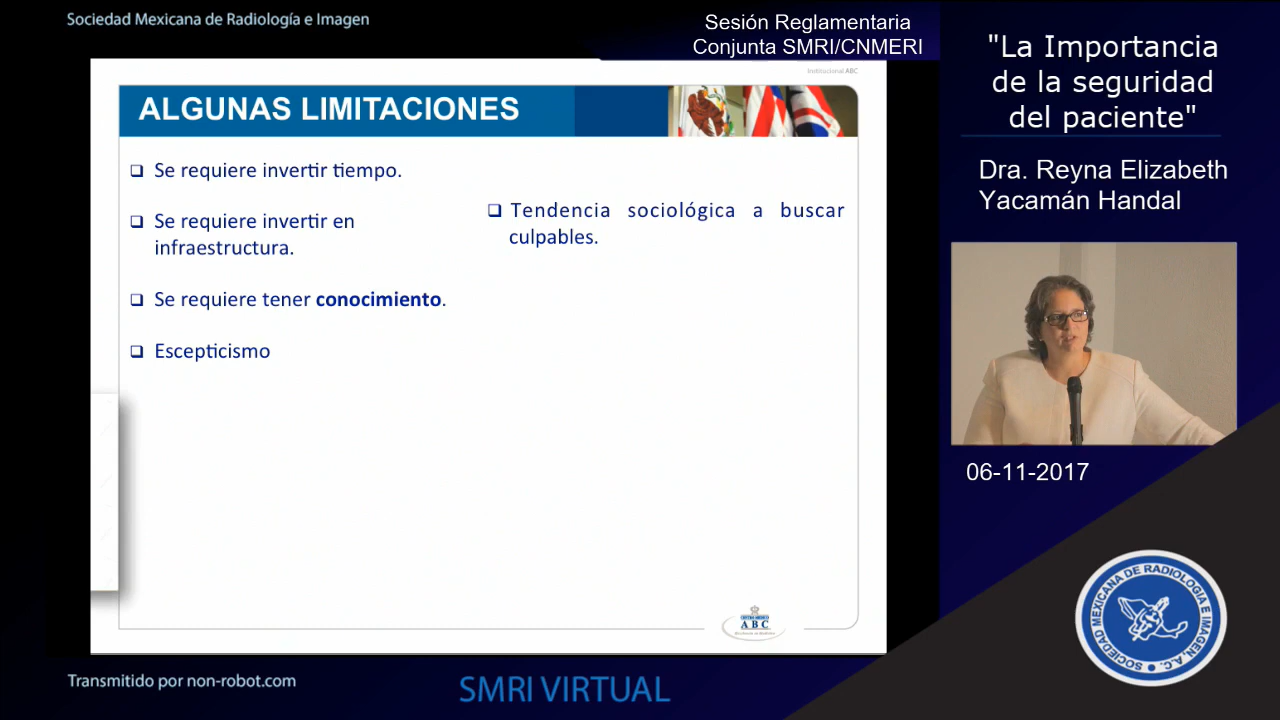 Sociedad Mexicana de Radiología e Imagen
Sesión Reglamentaria
Conjunta SMRI/CNMERI
Institucional ABC
ALGUNAS LIMITACIONES
Se requiere invertir tiempo.
Se requiere invertir en
infraestructura.
Se requiere tener conocimiento.
Escepticismo
Tendencia sociológica a buscar
culpables.
CENTRO MEDICO
ABC
"La Importancia
de la seguridad
del paciente"
Dra. Reyna Elizabeth
Yacamán Handal
06-11-2017
SOCIEDAD MEXICANA DE RADIOLOGIA E IMAGEN, A.C.
Transmitido por non-robot.com
SMRI VIRTUAL